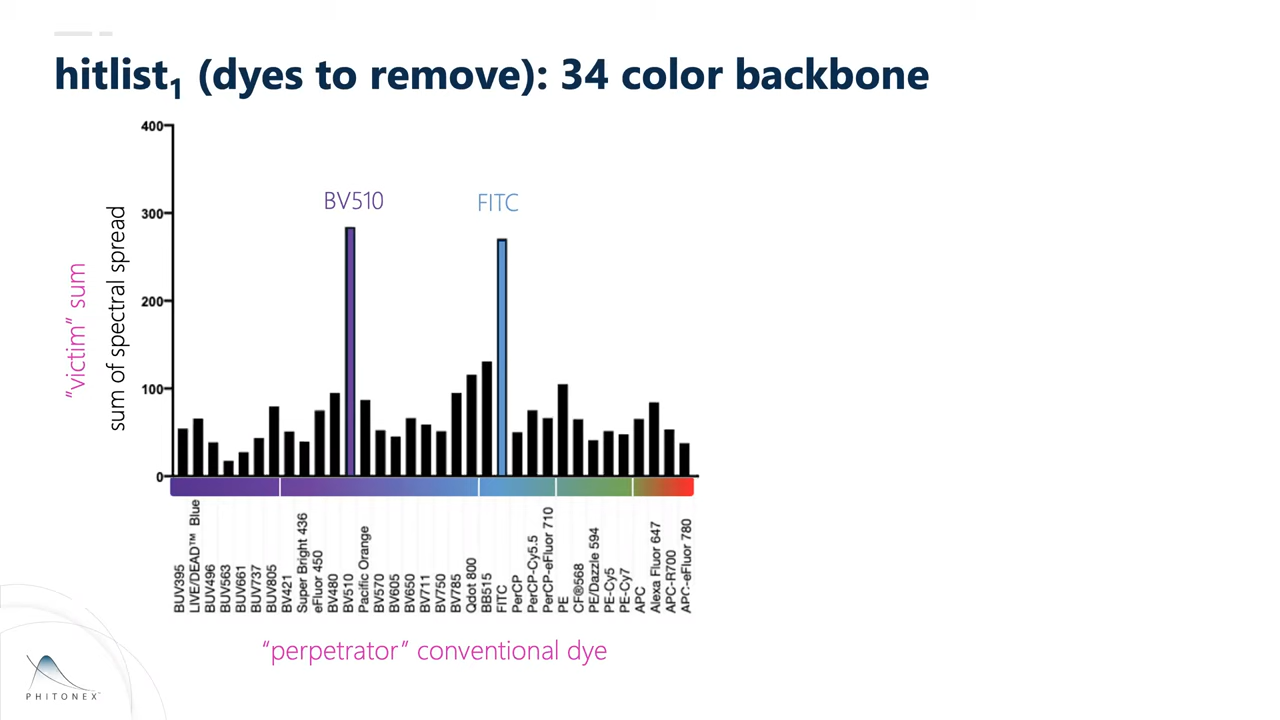 hitlist1 (dyes to remove): 34 color backbone
400
300
200
100
0
"victim" sum
sum of spectral spread
BV510
FITC
BUV395
LIVE/DEAD™ Blue
BUV496
BUV563
BUV661
BUV737
BUV805
BV421
Super Bright 436
eFluor 450
BV480
BV510
Pacific Orange
BV570
BV605
BV650
BV711
BV750
BV785
Qdot 800
BB515
FITC
PerCP
PerCP-Cy5.5
PerCP-eFluor 710
PE
CF®568
PE/Dazzle 594
PE-Cy5
PE-Cy7
APC
Alexa Fluor 647
APC-R700
APC-eFluor 780
"perpetrator" conventional dye
PHITONEX